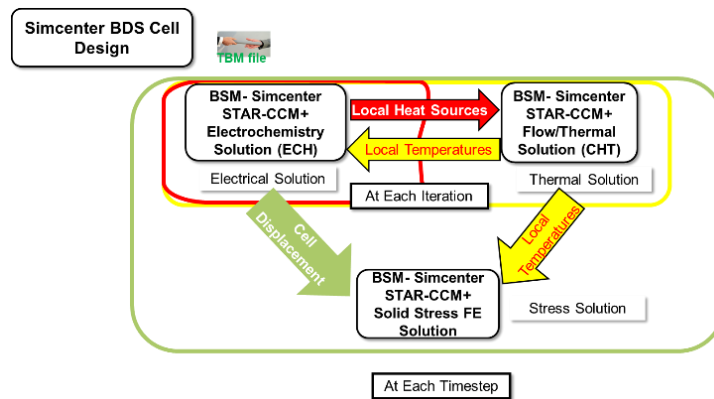 Simcenter BDS Cell
Design
TBM file
BSM- Simcenter
STAR-CCM+
Electrochemistry
Solution (ECH)
Local Heat Sources
Local Temperatures
BSM- Simcenter
STAR-CCM+
Flow/Thermal
Solution (CHT)
Electrical Solution
Thermal Solution
At Each Iteration
Cell
Displacement
Local
Temperatures
BSM- Simcenter
STAR-CCM+
Solid Stress FE
Solution
Stress Solution
At Each Timestep